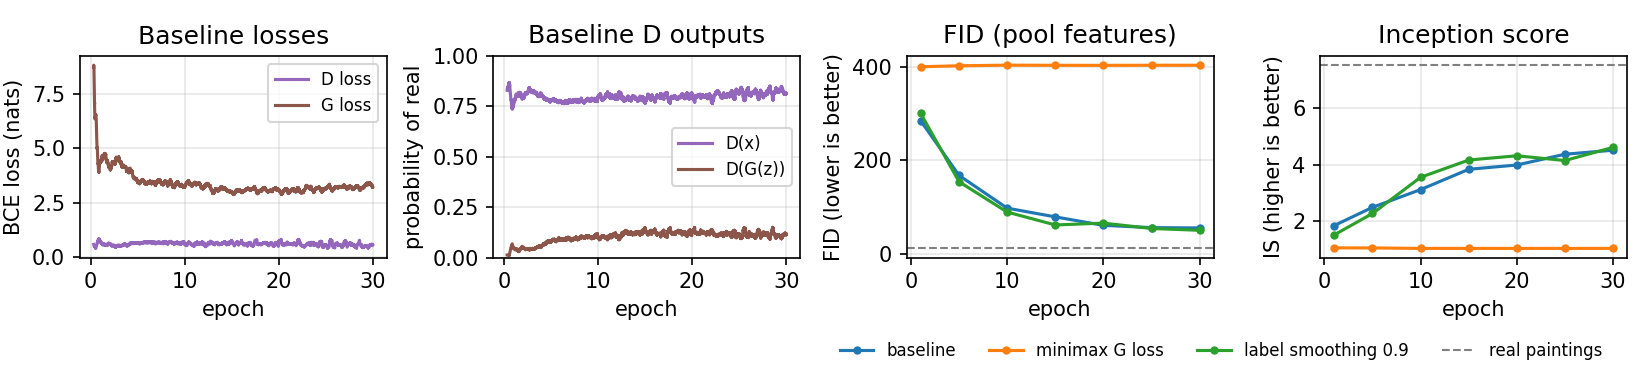 Baseline losses
BCE loss (nats)
7.5
5.0
2.5
0.0
D loss
G loss
0 10 20 30
epoch
Baseline D outputs
probability of real
1.00
0.75
0.50
0.25
0.00
D(x)
D(G(z))
0 10 20 30
epoch
FID (pool features)
FID (lower is better)
400
200
0
0 10 20 30
epoch
Inception score
IS (higher is better)
6
4
2
0 10 20 30
epoch
baseline minimax G loss label smoothing 0.9 real paintings